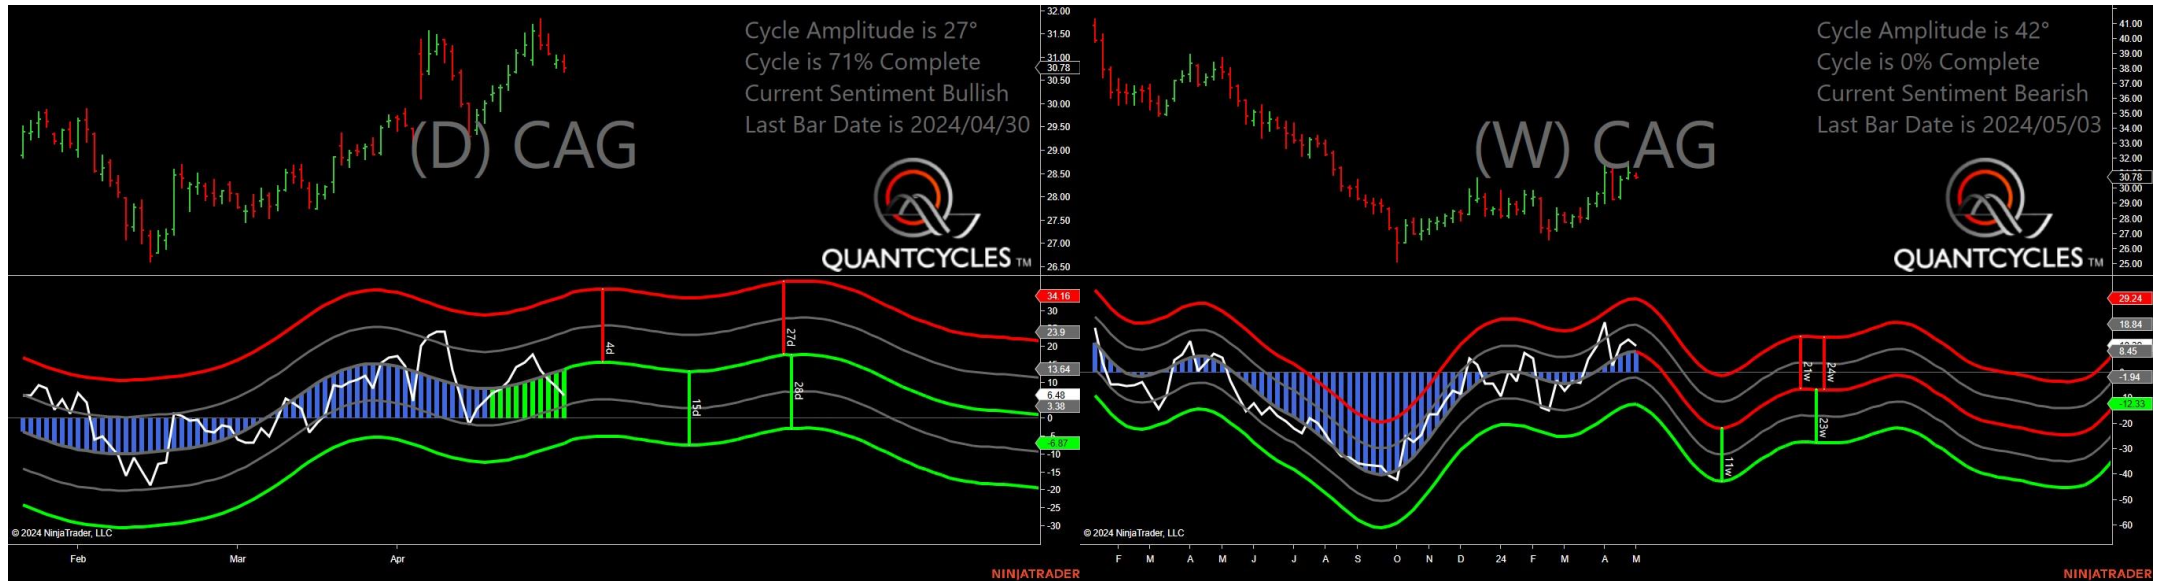 Cycle Amplitude is 27°
Cycle is 71% Complete
Current Sentiment Bullish
Last Bar Date is 2024/04/30
(D) CAG
QUANTCYCLES TM
32.00
31.50
31.00
30.78
30.50
30.00
29.50
29.00
28.50
28.00
27.50
27.00
26.50
34.16
30
23.9
20
15
13.64
10
6.48
3.38
0
-6.87
-10
-15
-20
-25
-30
4d
15d
27d
28d
© 2024 NinjaTrader, LLC
Feb Mar Apr
NINJATRADER
Cycle Amplitude is 42°
Cycle is 0% Complete
Current Sentiment Bearish
Last Bar Date is 2024/05/03
(W) CAG
QUANTCYCLES TM
41.00
40.00
39.00
38.00
37.00
36.00
35.00
34.00
33.00
32.00
30.78
30.00
29.00
28.00
27.00
26.00
25.00
29.24
18.84
8.45
-1.94
-12.33
-20
-30
-40
-50
-60
11w
21w
24w
23w
© 2024 NinjaTrader, LLC
F M A M J J A S O N D 24 F M A M
NINJATRADER